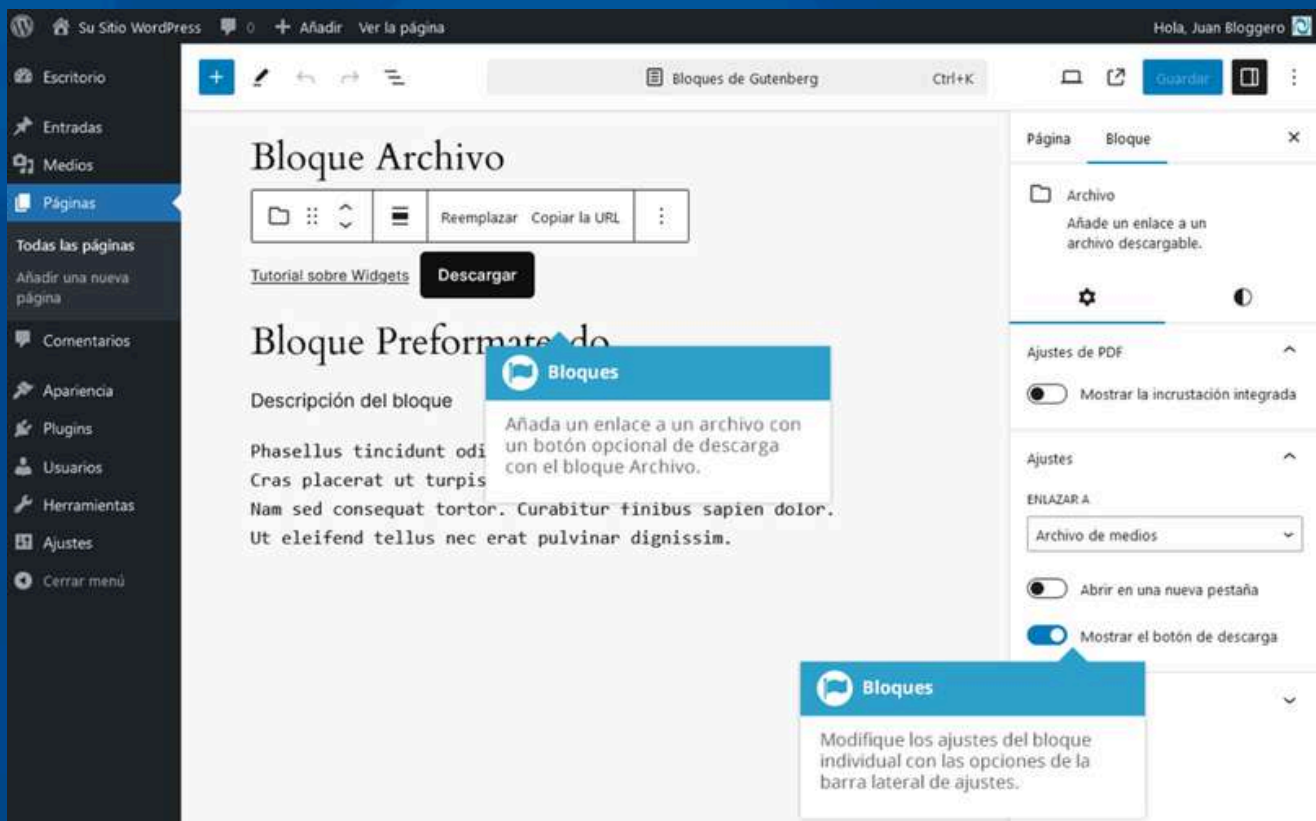 Su Sitio WordPress 0 Añadir Ver la página Hola, Juan Bloggero
Escritorio
Entradas
Medios
Páginas
Todas las páginas
Añadir una nueva
página
Comentarios
Apariencia
Plugins
Usuarios
Herramientas
Ajustes
Cerrar menú
Bloques de Gutenberg Ctrl+K Guardar
Bloque Archivo
Reemplazar Copiar la URL
Tutorial sobre Widgets Descargar
Bloque Preformateado
Descripción del bloque
Phasellus tincidunt odi
Cras placerat ut turpis
Nam sed consequat tortor. Curabitur finibus sapien dolor.
Ut eleifend tellus nec erat pulvinar dignissim.
Bloques
Añada un enlace a un archivo con
un botón opcional de descarga
con el bloque Archivo.
Página Bloque
Archivo
Añade un enlace a un
archivo descargable.
Ajustes de PDF
Mostrar la incrustación integrada
Ajustes
ENLAZAR A
Archivo de medios
Abrir en una nueva pestaña
Mostrar el botón de descarga
Bloques
Modifique los ajustes del bloque
individual con las opciones de la
barra lateral de ajustes.